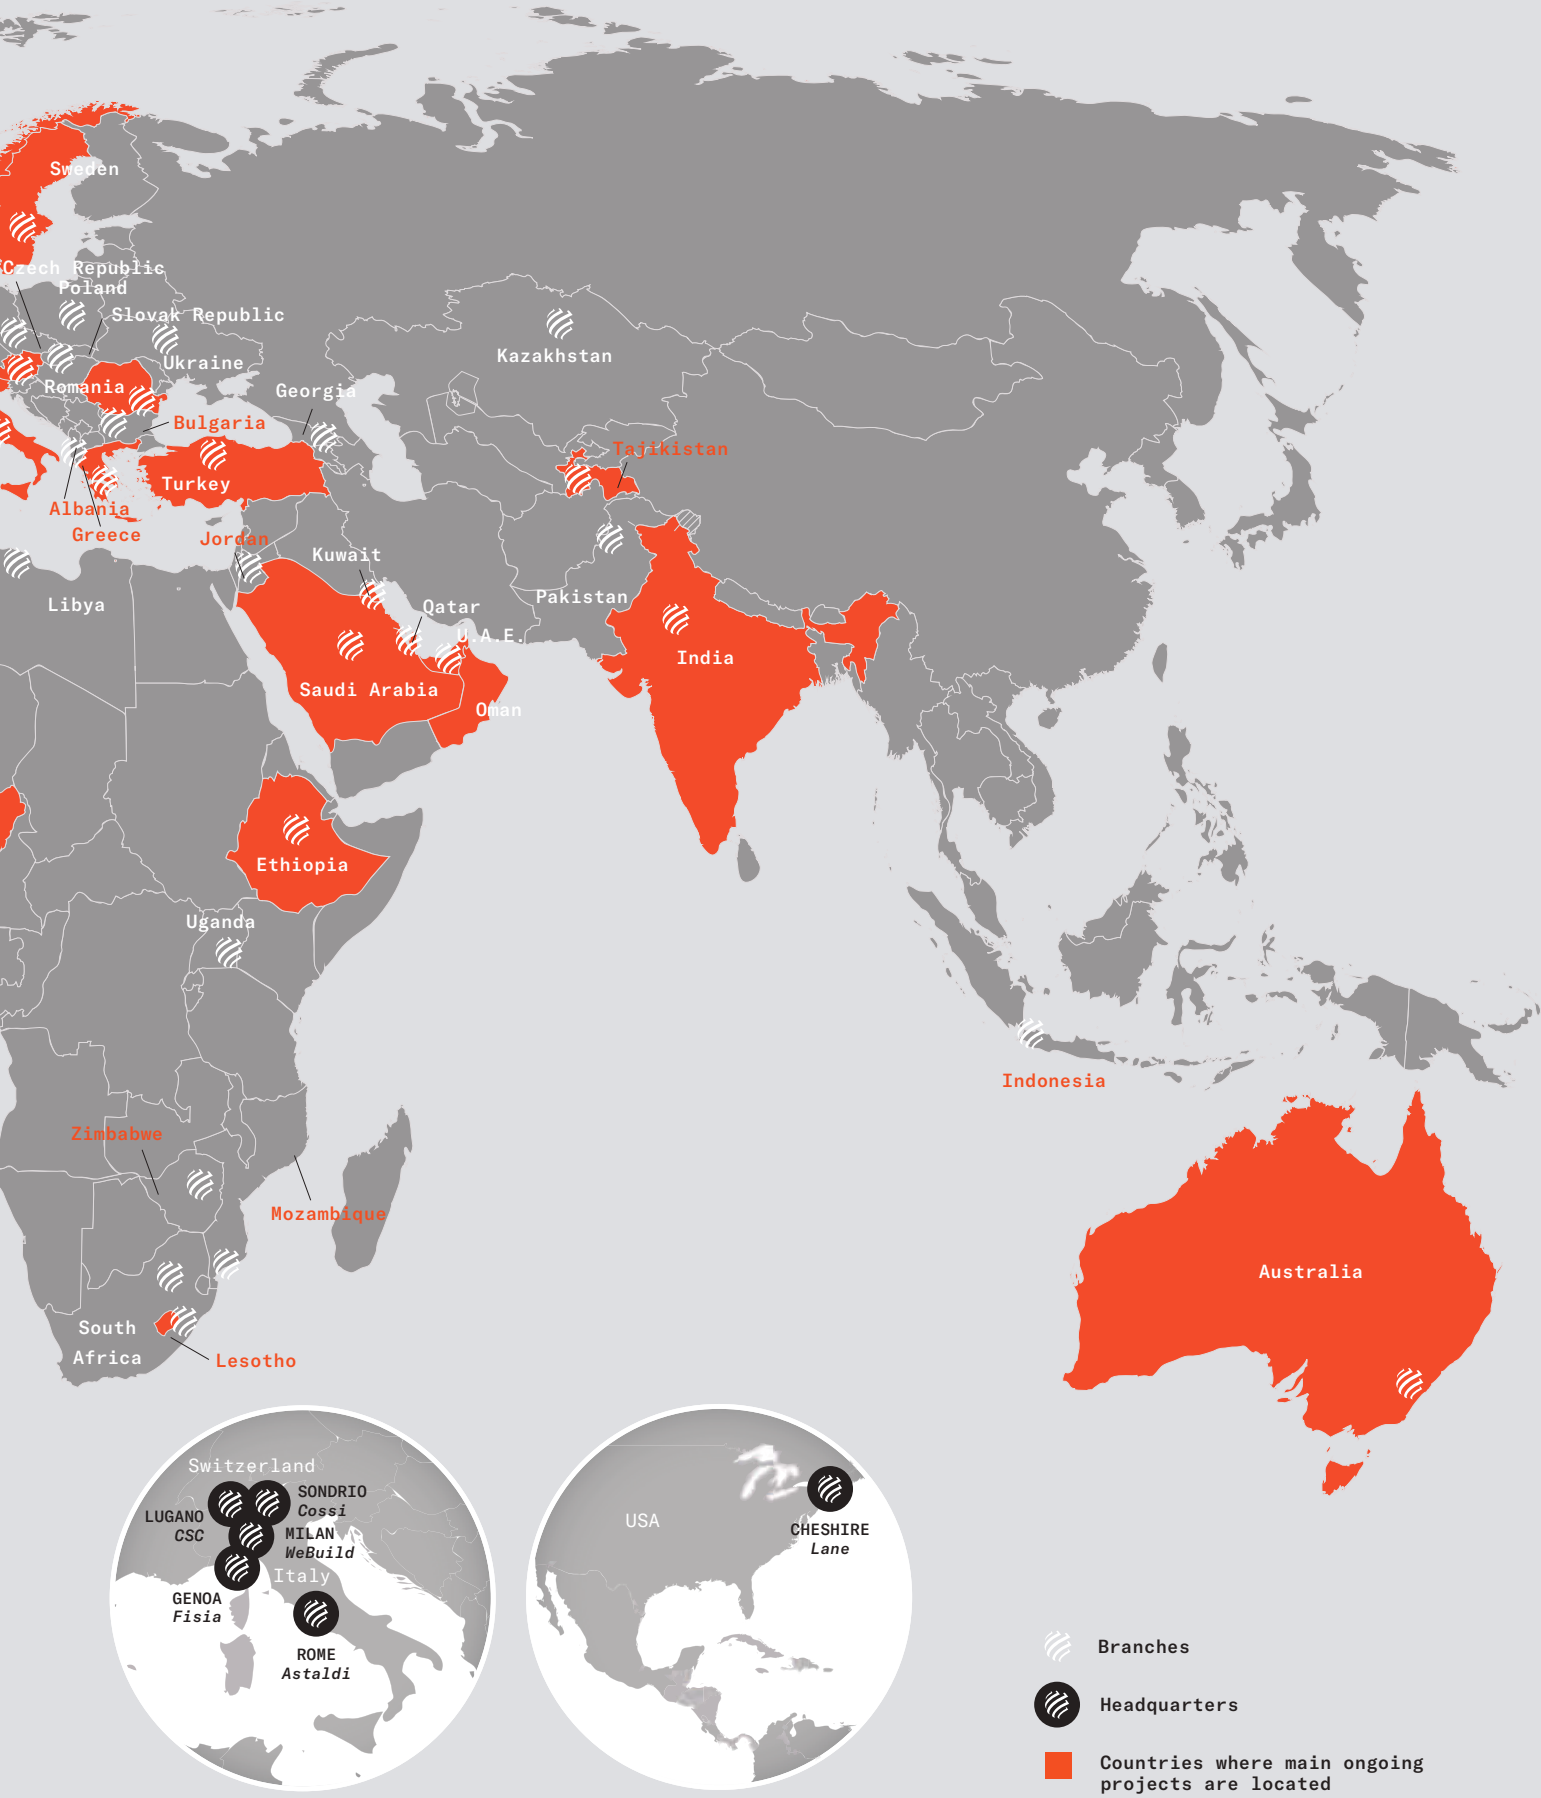 Sweden
Czech Republic
Poland
Slovak Republic
Ukraine
Kazakhstan
Romania
Georgia
Bulgaria
Tajikistan
Turkey
Albania
Greece
Jordan
Kuwait
Libya
Pakistan
Qatar
U.A.E.
India
Saudi Arabia
Oman
Ethiopia
Uganda
Indonesia
Zimbabwe
Mozambique
Australia
South
Africa
Lesotho
Switzerland
SONDRIO
Cossi
LUGANO
CSC
MILAN
WeBuild
Italy
GENOA
Fisia
ROME
Astaldi
USA
CHESHIRE
Lane
Branches
Headquarters
Countries where main ongoing
projects are located